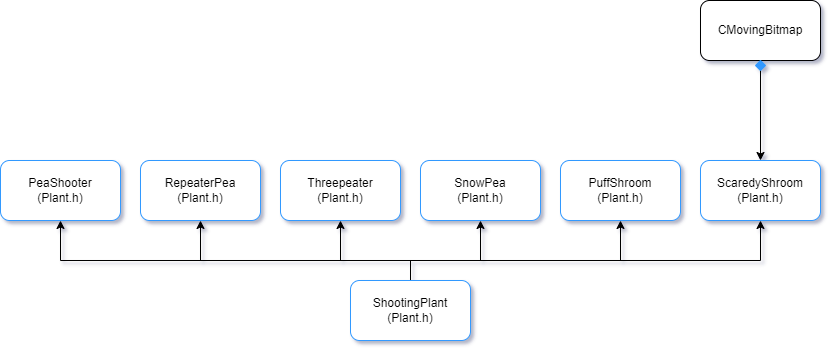 CMovingBitmap
PeaShooter
(Plant.h)
RepeaterPea
(Plant.h)
Threepeater
(Plant.h)
SnowPea
(Plant.h)
PuffShroom
(Plant.h)
ScaredyShroom
(Plant.h)
ShootingPlant
(Plant.h)